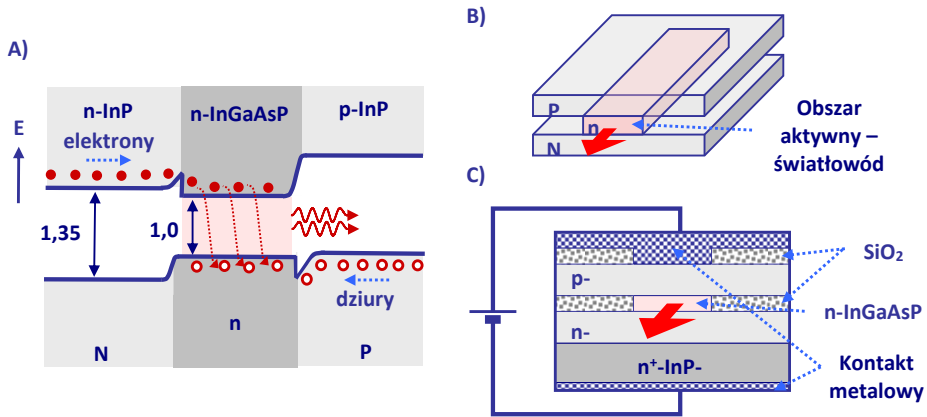 A)
n-InP
n-InGaAsP
p-InP
E
elektrony
1,35
1,0
dziury
n
N
P
B)
P
n
N
Obszar
aktywny –
światłowód
C)
SiO₂
p-
n-InGaAsP
n-
n⁺-InP-
Kontakt
metalowy